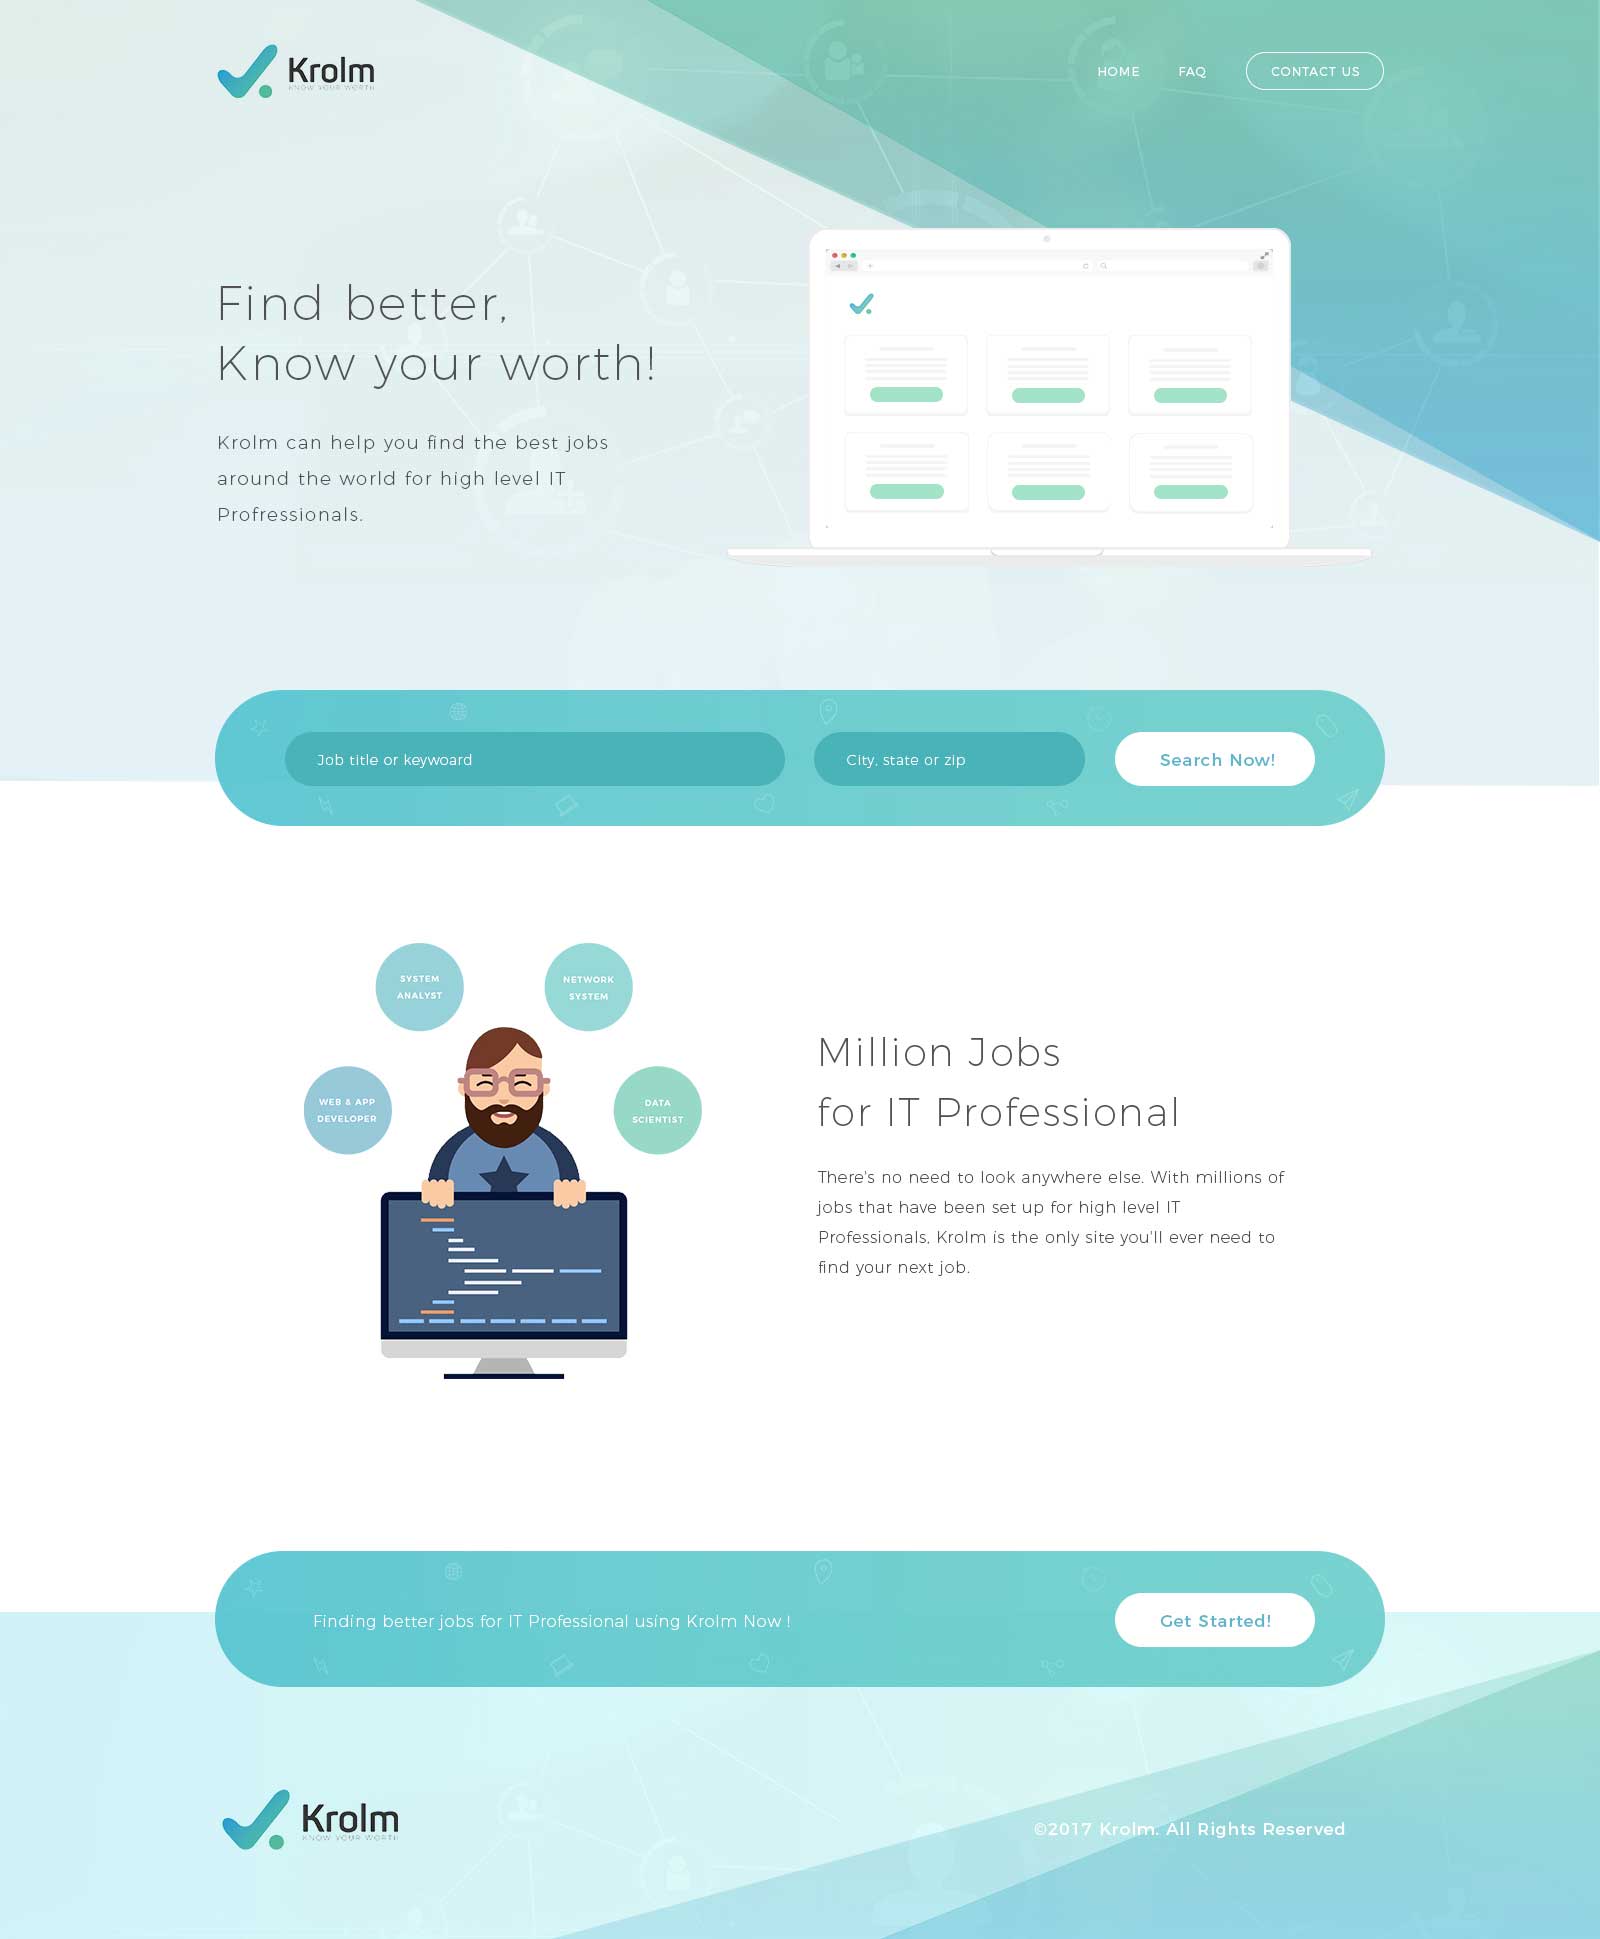 Krolm
KNOW YOUR WORTH
HOME
FAQ
CONTACT US
Find better,
Know your worth!
Krolm can help you find the best jobs
around the world for high level IT
Profressionals.
Job title or keywoard
City, state or zip
Search Now!
SYSTEM
ANALYST
NETWORK
SYSTEM
WEB & APP
DEVELOPER
DATA
SCIENTIST
Million Jobs
for IT Professional
There's no need to look anywhere else. With millions of
jobs that have been set up for high level IT
Professionals, Krolm is the only site you'll ever need to
find your next job.
Finding better jobs for IT Professional using Krolm Now !
Get Started!
Krolm
KNOW YOUR WORTH
©2017 Krolm. All Rights Reserved